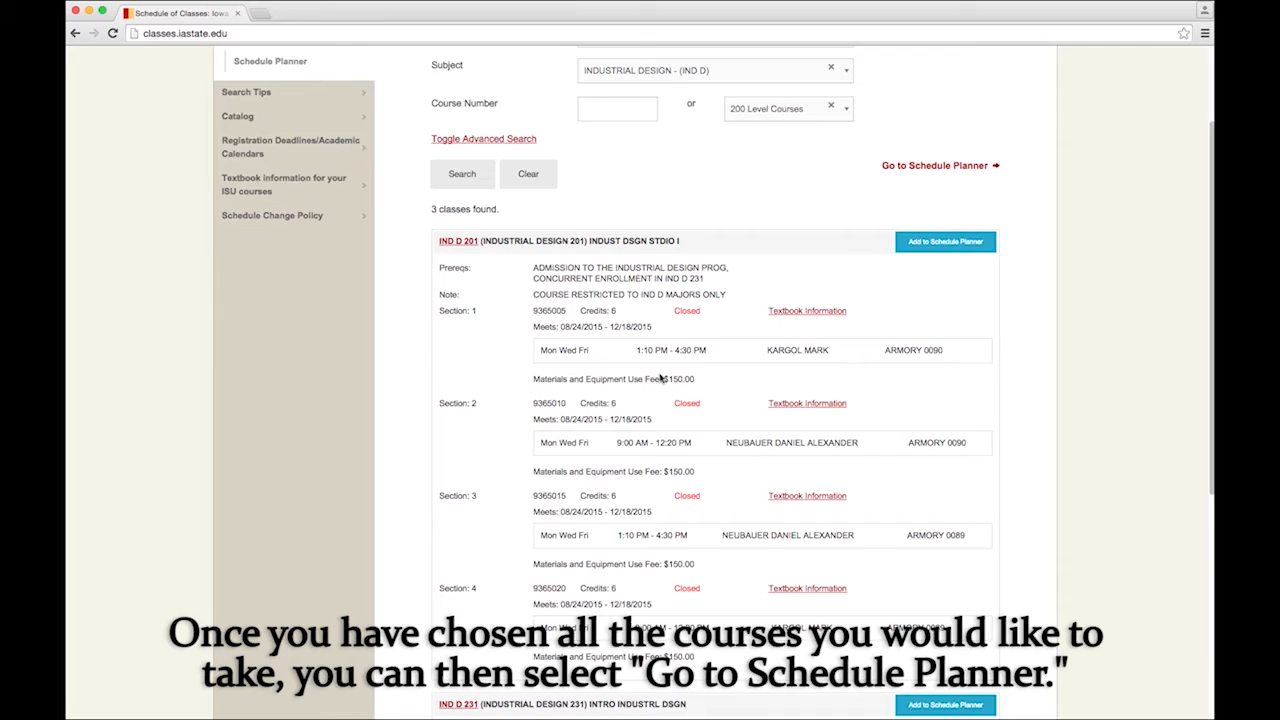 Schedule of Classes: Iowa
classes.iastate.edu
Schedule Planner
Search Tips
Catalog
Registration Deadlines/Academic
Calendars
Textbook information for your
ISU courses
Schedule Change Policy
Subject INDUSTRIAL DESIGN - (IND D)
Course Number or 200 Level Courses
Toggle Advanced Search
Go to Schedule Planner
Search Clear
3 classes found.
IND D 201 (INDUSTRIAL DESIGN 201) INDUST DSGN STDIO I Add to Schedule Planner
Prereqs: ADMISSION TO THE INDUSTRIAL DESIGN PROG,
CONCURRENT ENROLLMENT IN IND D 231
Note: COURSE RESTRICTED TO IND D MAJORS ONLY
Section: 1 9365005 Credits: 6 Closed Textbook Information
Meets: 08/24/2015 - 12/18/2015
Mon Wed Fri 1:10 PM - 4:30 PM KARGOL MARK ARMORY 0090
Materials and Equipment Use Fee: $150.00
Section: 2 9365010 Credits: 6 Closed Textbook Information
Meets: 08/24/2015 - 12/18/2015
Mon Wed Fri 9:00 AM - 12:20 PM NEUBAUER DANIEL ALEXANDER ARMORY 0090
Materials and Equipment Use Fee: $150.00
Section: 3 9365015 Credits: 6 Closed Textbook Information
Meets: 08/24/2015 - 12/18/2015
Mon Wed Fri 1:10 PM - 4:30 PM NEUBAUER DANIEL ALEXANDER ARMORY 0089
Materials and Equipment Use Fee: $150.00
Section: 4 9365020 Credits: 6 Closed Textbook Information
Meets: 08/24/2015 - 12/18/2015
Once you have chosen all the courses you would like to
take, you can then select "Go to Schedule Planner."
IND D 231 (INDUSTRIAL DESIGN 231) INTRO INDUSTRL DSGN Add to Schedule Planner